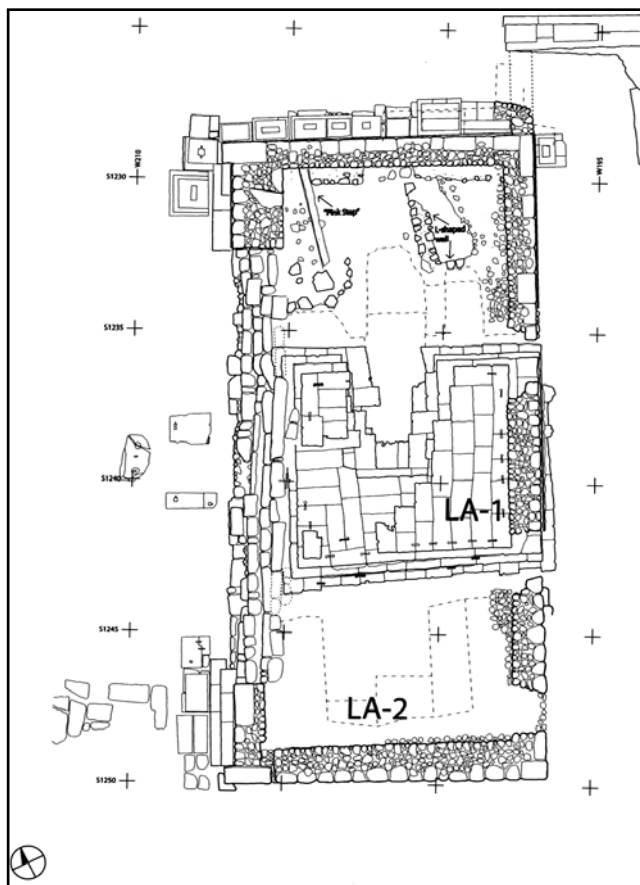 W210
S1230
W195
"Pink Step"
L-shaped
wall
S1235
S1240
LA-1
S1245
LA-2
S1250